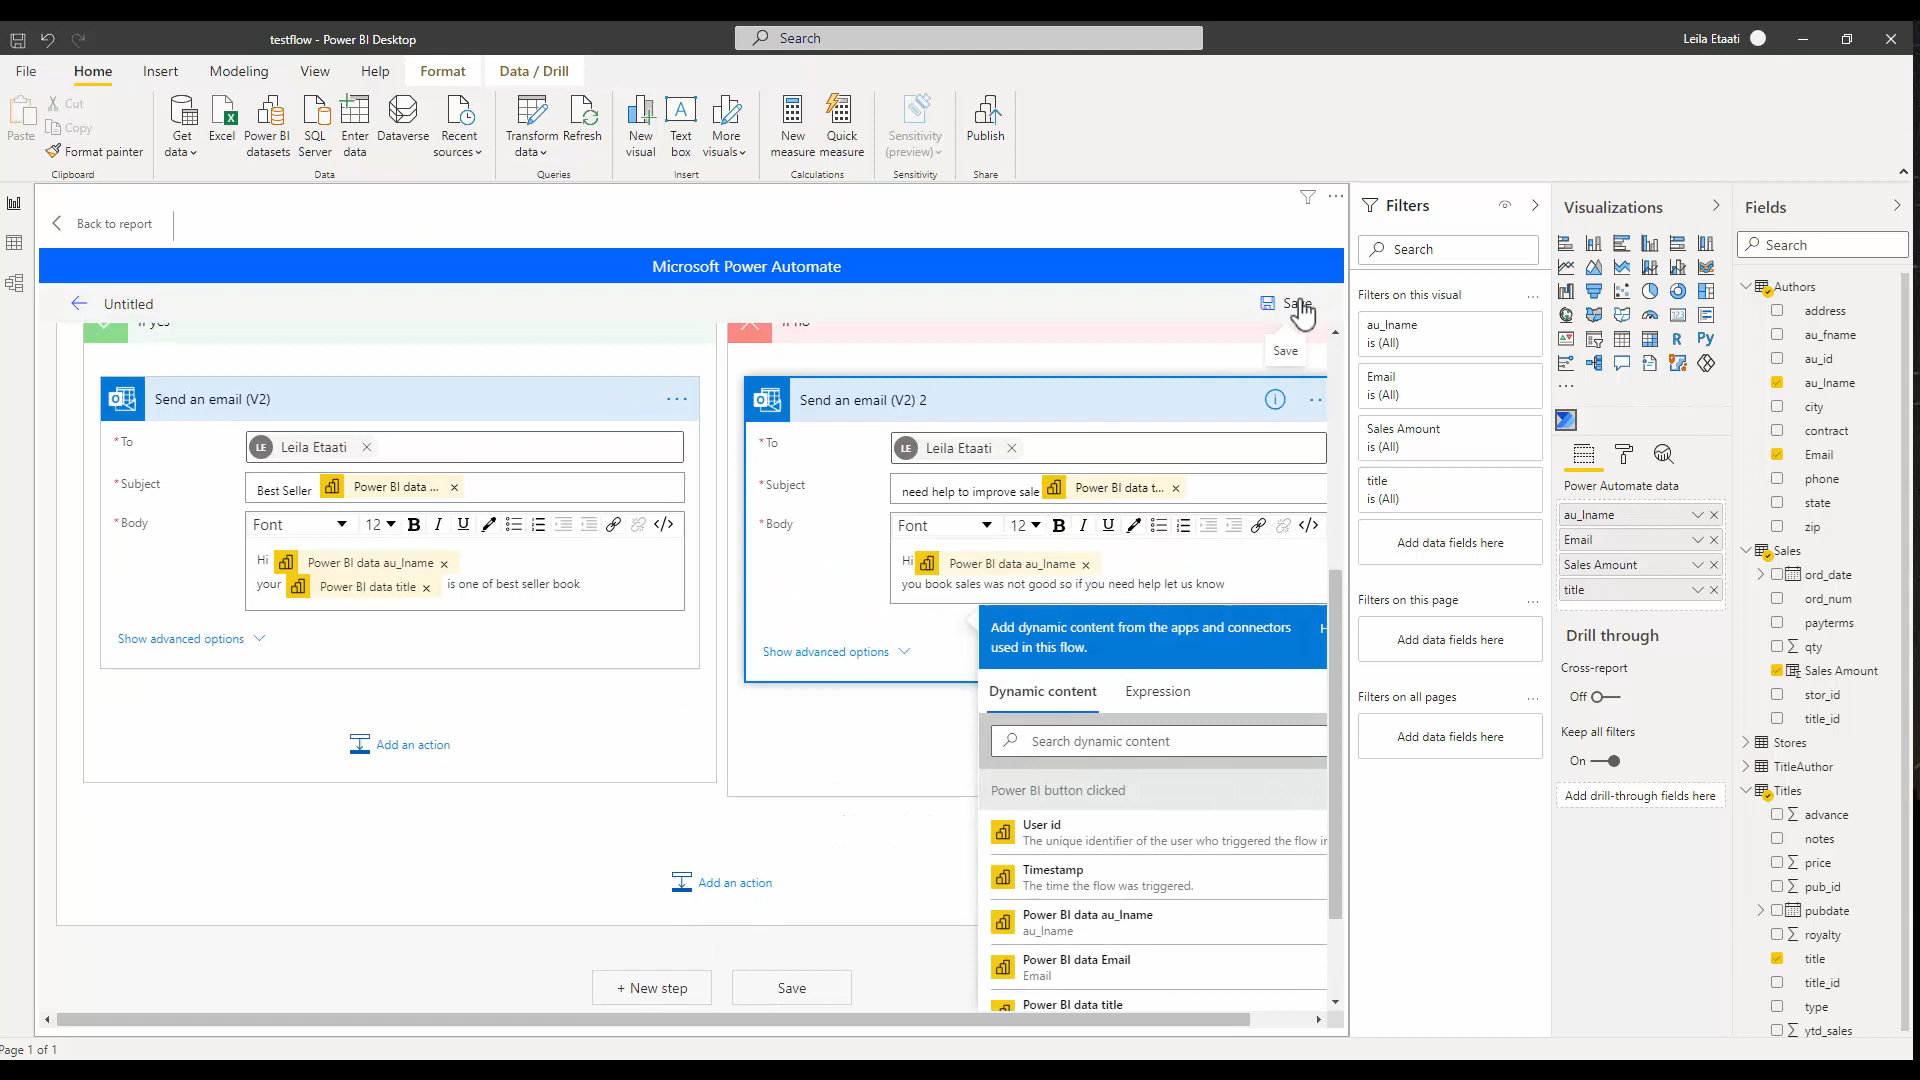 testflow - Power BI Desktop
Search
Leila Etaati
File
Home
Insert
Modeling
View
Help
Format
Data / Drill
Paste
Cut
Copy
Format painter
Clipboard
Get data
Excel
Power BI datasets
SQL Server
Enter data
Dataverse
Recent sources
Data
Transform data
Refresh
Queries
New visual
Text box
More visuals
Insert
New measure
Quick measure
Calculations
Sensitivity (preview)
Sensitivity
Publish
Share
Back to report
Microsoft Power Automate
Untitled
Save
Save
If yes
If no
Send an email (V2)
*To
LE Leila Etaati
*Subject
Best Seller Power BI data ...
*Body
Font 12 B I U </>
Hi Power BI data au_lname
your Power BI data title is one of best seller book
Show advanced options
Add an action
Send an email (V2) 2
*To
LE Leila Etaati
*Subject
need help to improve sale Power BI data t...
*Body
Font 12 B I U </>
Hi Power BI data au_lname
you book sales was not good so if you need help let us know
Show advanced options
Add dynamic content from the apps and connectors
used in this flow.
Dynamic content
Expression
Search dynamic content
Power BI button clicked
User id
The unique identifier of the user who triggered the flow in
Timestamp
The time the flow was triggered.
Power BI data au_lname
au_lname
Power BI data Email
Email
Power BI data title
Add an action
+ New step
Save
Page 1 of 1
Filters
Search
Filters on this visual
au_lname
is (All)
Email
is (All)
Sales Amount
is (All)
title
is (All)
Add data fields here
Filters on this page
Add data fields here
Filters on all pages
Add data fields here
Visualizations
R
Py
Power Automate data
au_lname
Email
Sales Amount
title
Drill through
Cross-report
Off
Keep all filters
On
Add drill-through fields here
Fields
Search
Authors
address
au_fname
au_id
au_lname
city
contract
Email
phone
state
zip
Sales
ord_date
ord_num
payterms
qty
Sales Amount
stor_id
title_id
Stores
TitleAuthor
Titles
advance
notes
price
pub_id
pubdate
royalty
title
title_id
type
ytd_sales